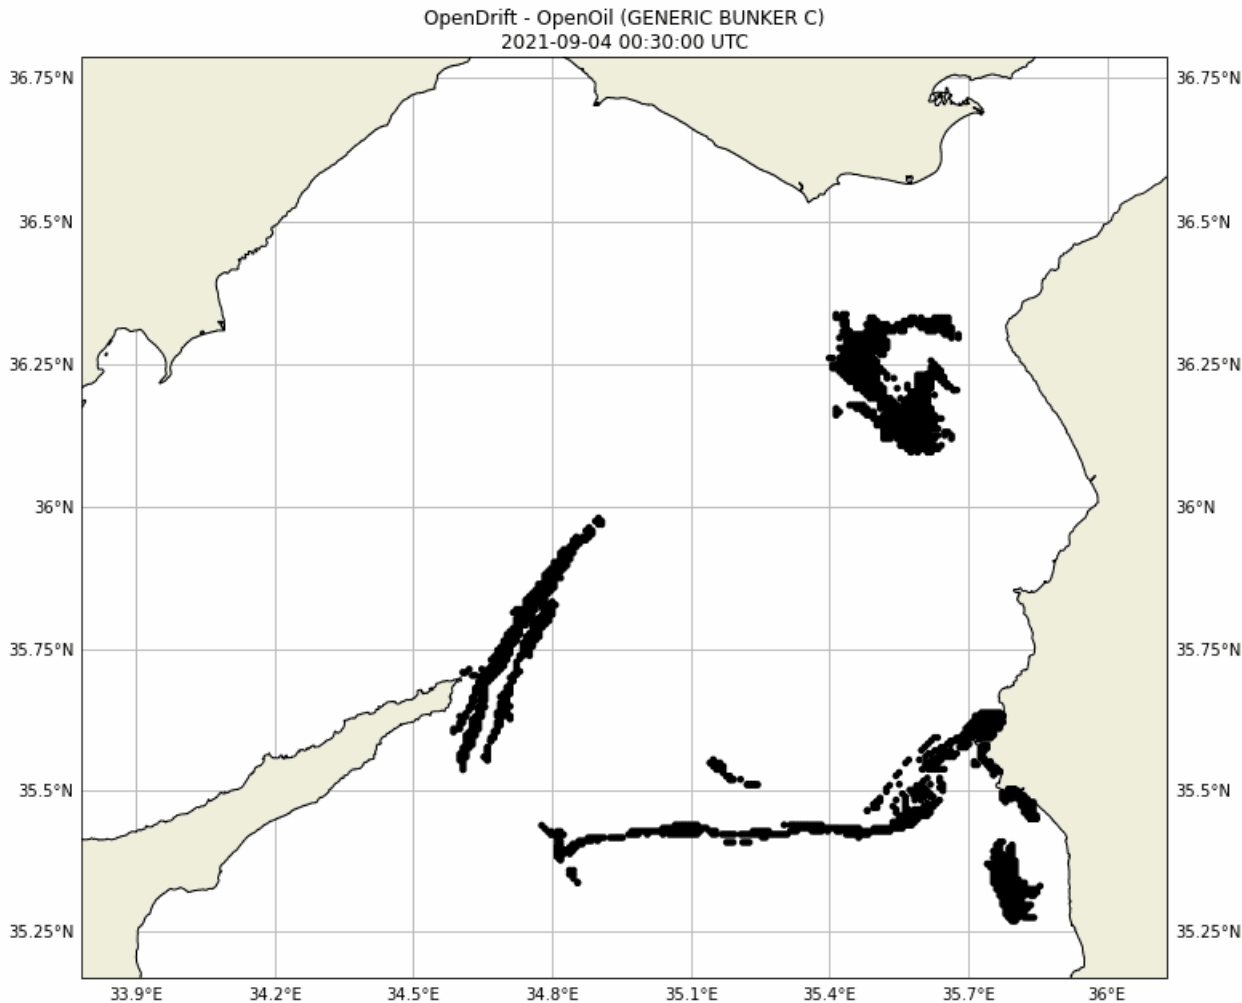 OpenDrift - OpenOil (GENERIC BUNKER C)
2021-09-04 00:30:00 UTC
36.75°N 36.75°N
36.5°N 36.5°N
36.25°N 36.25°N
36°N 36°N
35.75°N 35.75°N
35.5°N 35.5°N
35.25°N 35.25°N
33.9°E 34.2°E 34.5°E 34.8°E 35.1°E 35.4°E 35.7°E 36°E